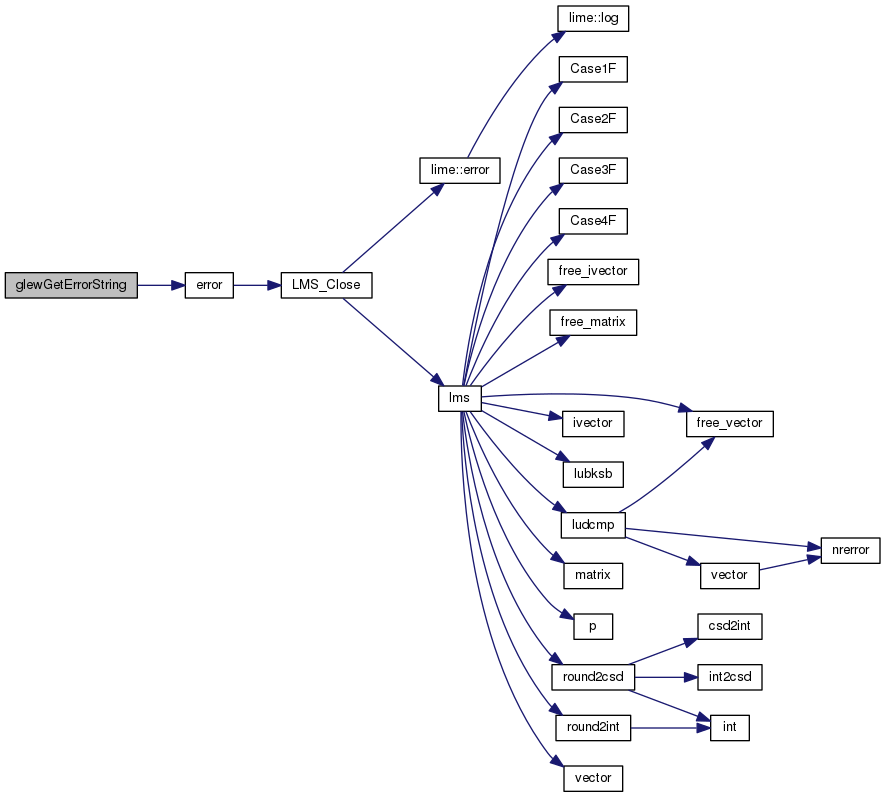 lime::log
Case1F
Case2F
Case3F
lime::error
Case4F
free_ivector
glewGetErrorString
error
LMS_Close
free_matrix
lms
ivector
free_vector
lubksb
ludcmp
nrerror
matrix
vector
p
csd2int
round2csd
int2csd
round2int
int
vector